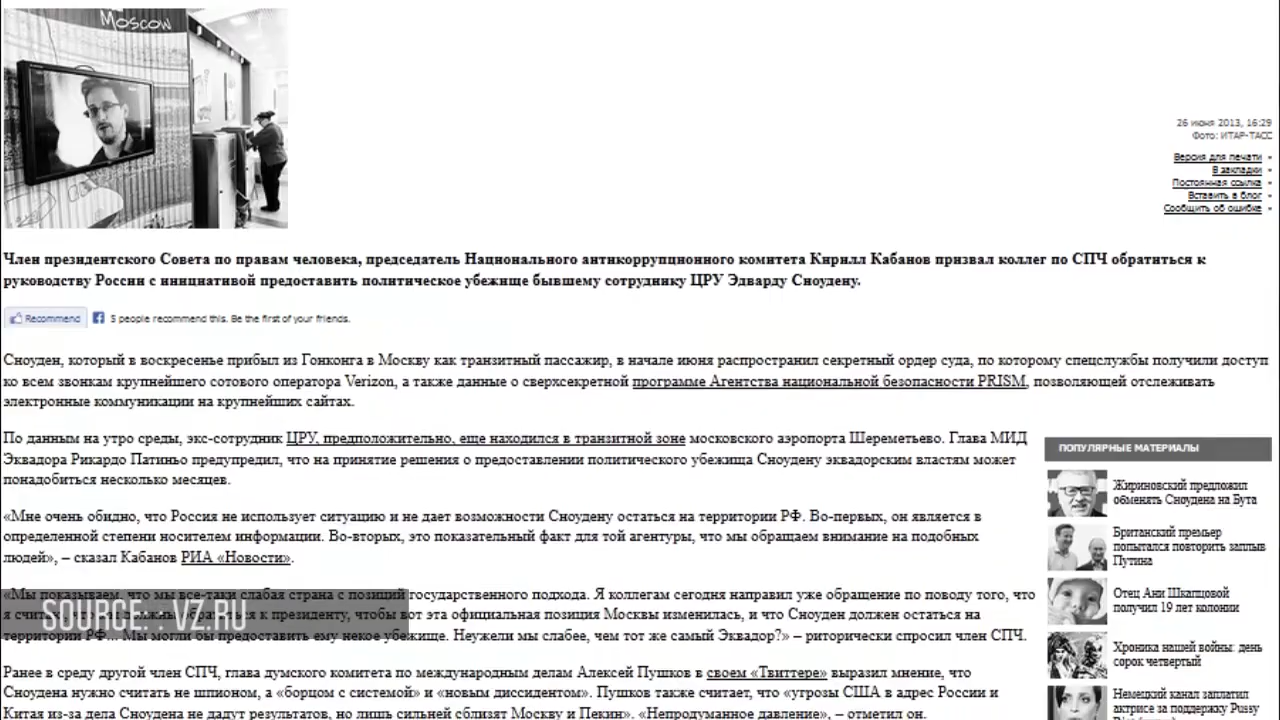 MOSCOW
26 июня 2013, 16:29
Фото: ИТАР-ТАСС
Версия для печати
В закладки
Постоянная ссылка
Вставить в блог
Сообщить об ошибке
Член президентского Совета по правам человека, председатель Национального антикоррупционного комитета Кирилл Кабанов призвал коллег по СПЧ обратиться к
руководству России с инициативой предоставить политическое убежище бывшему сотруднику ЦРУ Эдварду Сноудену.
Recommend 5 people recommend this. Be the first of your friends.
Сноуден, который в воскресенье прибыл из Гонконга в Москву как транзитный пассажир, в начале июня распространил секретный ордер суда, по которому спецслужбы получили доступ
ко всем звонкам крупнейшего сотового оператора Verizon, а также данные о сверхсекретной программе Агентства национальной безопасности PRISM, позволяющей отслеживать
электронные коммуникации на крупнейших сайтах.
По данным на утро среды, экс-сотрудник ЦРУ, предположительно, еще находился в транзитной зоне московского аэропорта Шереметьево. Глава МИД
Эквадора Рикардо Патиньо предупредил, что на принятие решения о предоставлении политического убежища Сноудену эквадорским властям может
понадобиться несколько месяцев.
«Мне очень обидно, что Россия не использует ситуацию и не дает возможности Сноудену остаться на территории РФ. Во-первых, он является в
определенной степени носителем информации. Во-вторых, это показательный факт для той агентуры, что мы обращаем внимание на подобных
людей», – сказал Кабанов РИА «Новости».
«Мы показываем, что мы все-таки слабая страна с позиций государственного подхода. Я коллегам сегодня направил уже обращение по поводу того, что
я к президенту, чтобы вот эта официальная позиция Москвы изменилась, и что Сноуден должен остаться на
территории РФ... Мы могли бы предоставить ему некое убежище. Неужели мы слабее, чем тот же самый Эквадор?» – риторически спросил член СПЧ.
SOURCE: - VZ.RU
Ранее в среду другой член СПЧ, глава думского комитета по международным делам Алексей Пушков в своем «Твиттере» выразил мнение, что
Сноудена нужно считать не шпионом, а «борцом с системой» и «новым диссидентом». Пушков также считает, что «угрозы США в адрес России и
Китая из-за дела Сноудена не дадут результатов, но лишь сильней сблизят Москву и Пекин». «Непродуманное давление», – отметил он.
ПОПУЛЯРНЫЕ МАТЕРИАЛЫ
Жириновский предложил
обменять Сноудена на Бута
Британский премьер
попытался повторить заплыв
Путина
Отец Ани Шкапцовой
получил 19 лет колонии
Хроника нашей войны: день
сорок четвертый
Немецкий канал заплатил
актрисе за поддержку Pussy